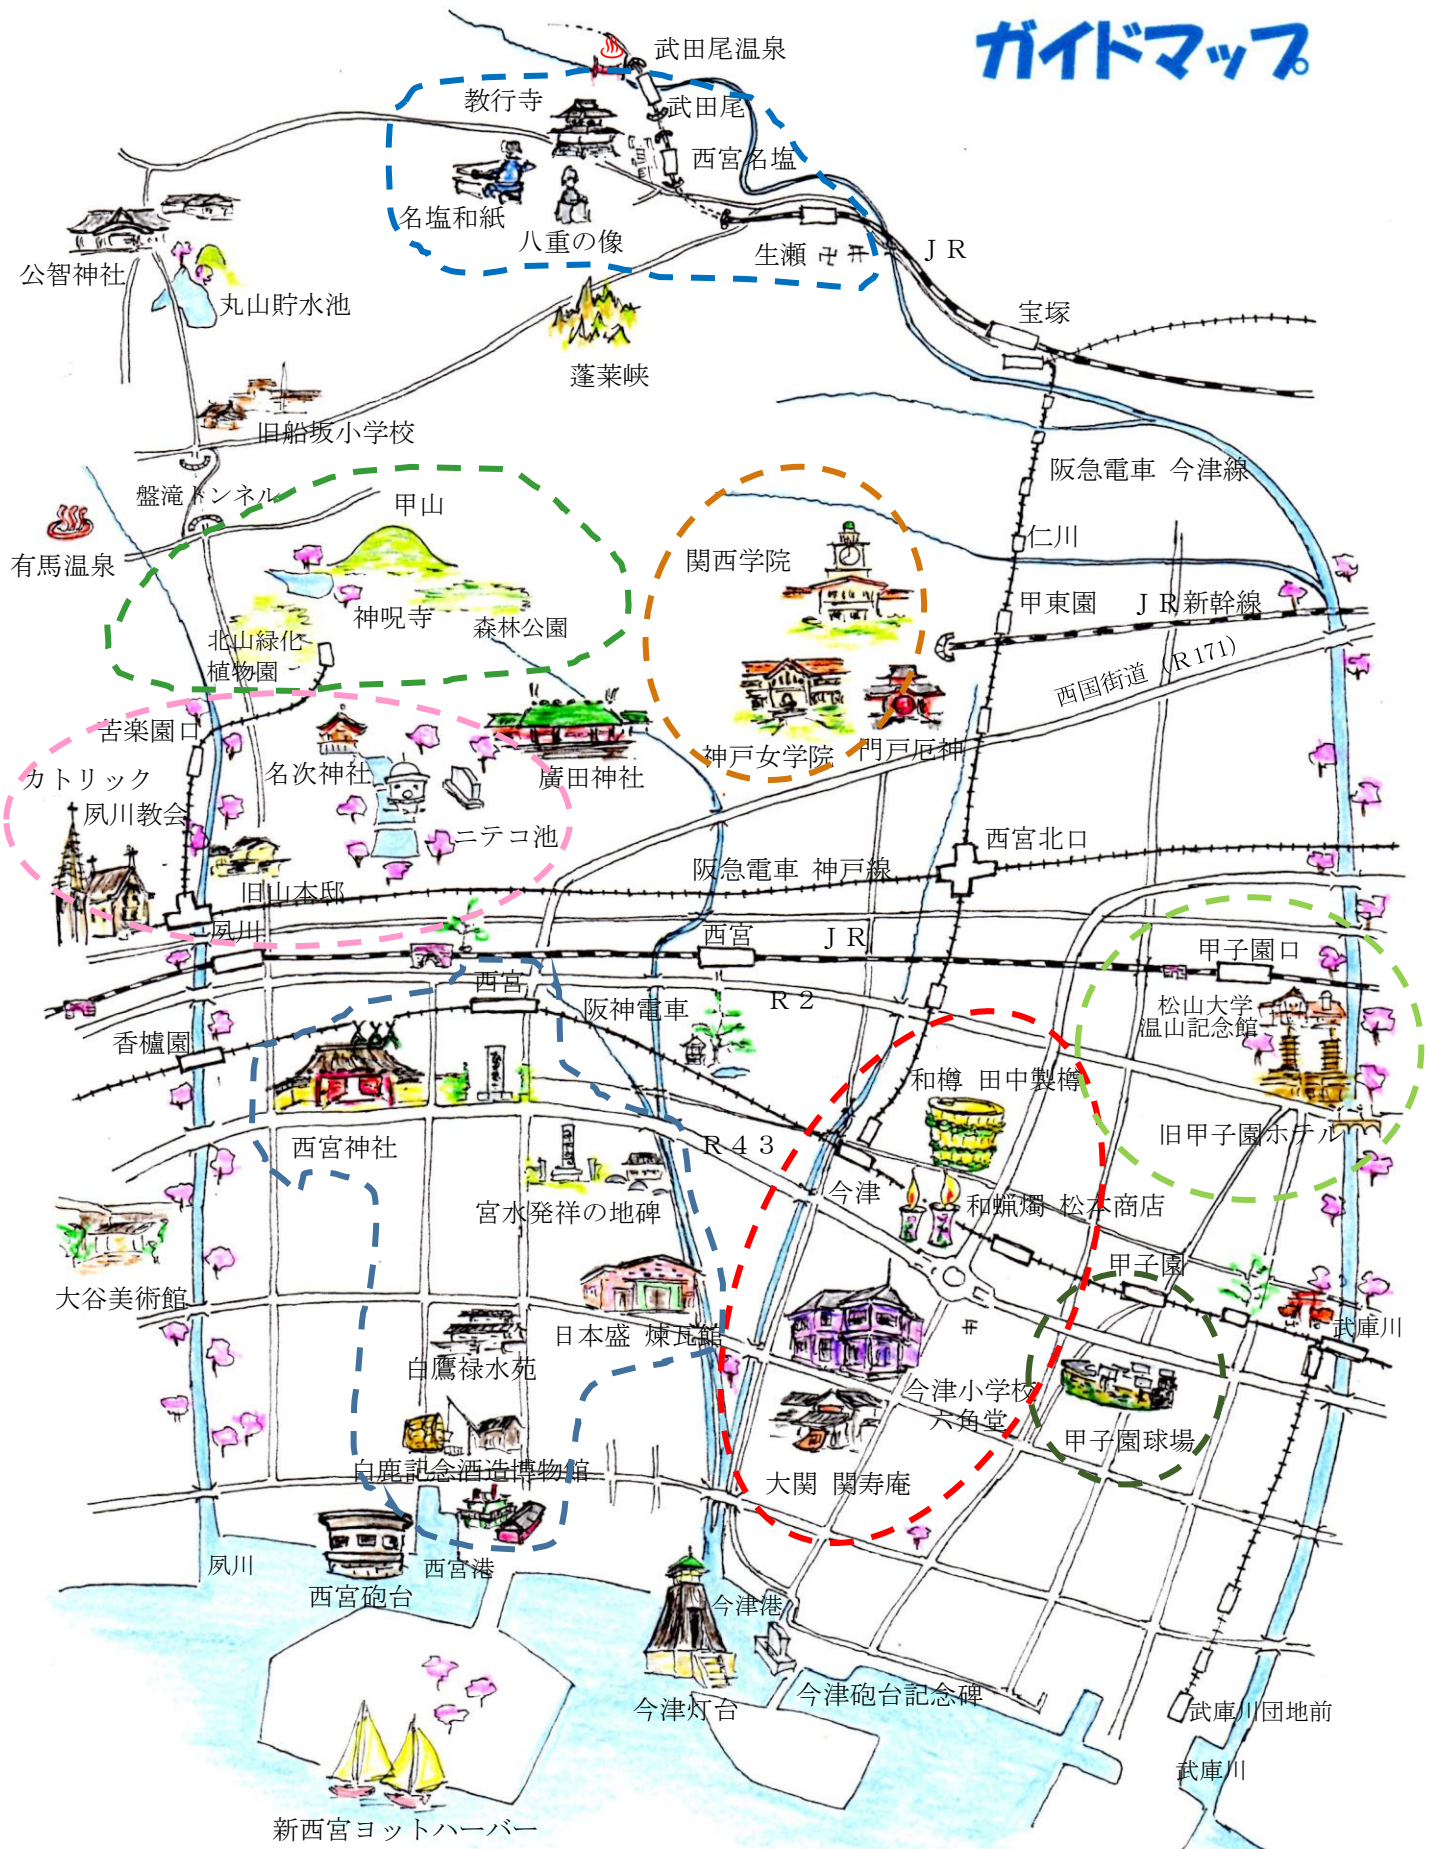 ガイドマップ
武田尾温泉
教行寺
武田尾
西宮名塩
名塩和紙
八重の像
生瀬
ＪＲ
公智神社
丸山貯水池
宝塚
蓬莱峡
旧船坂小学校
阪急電車 今津線
盤滝トンネル
甲山
有馬温泉
関西学院
仁川
神呪寺
森林公園
甲東園
ＪＲ新幹線
北山緑化
植物園
西国街道（Ｒ171）
苦楽園口
名次神社
廣田神社
神戸女学院
門戸厄神
カトリック
夙川教会
ニテコ池
西宮北口
旧山本邸
阪急電車 神戸線
夙川
西宮
ＪＲ
甲子園口
西宮
阪神電車
Ｒ２
松山大学
温山記念館
香櫨園
和樽 田中製樽
西宮神社
Ｒ４３
旧甲子園ホテル
今津
和蝋燭 松本商店
宮水発祥の地碑
甲子園
大谷美術館
日本盛 煉瓦館
武庫川
白鷹禄水苑
今津小学校
六角堂
甲子園球場
白鹿記念酒造博物館
大関 関寿庵
夙川
西宮港
西宮砲台
今津港
今津灯台
今津砲台記念碑
武庫川団地前
武庫川
新西宮ヨットハーバー